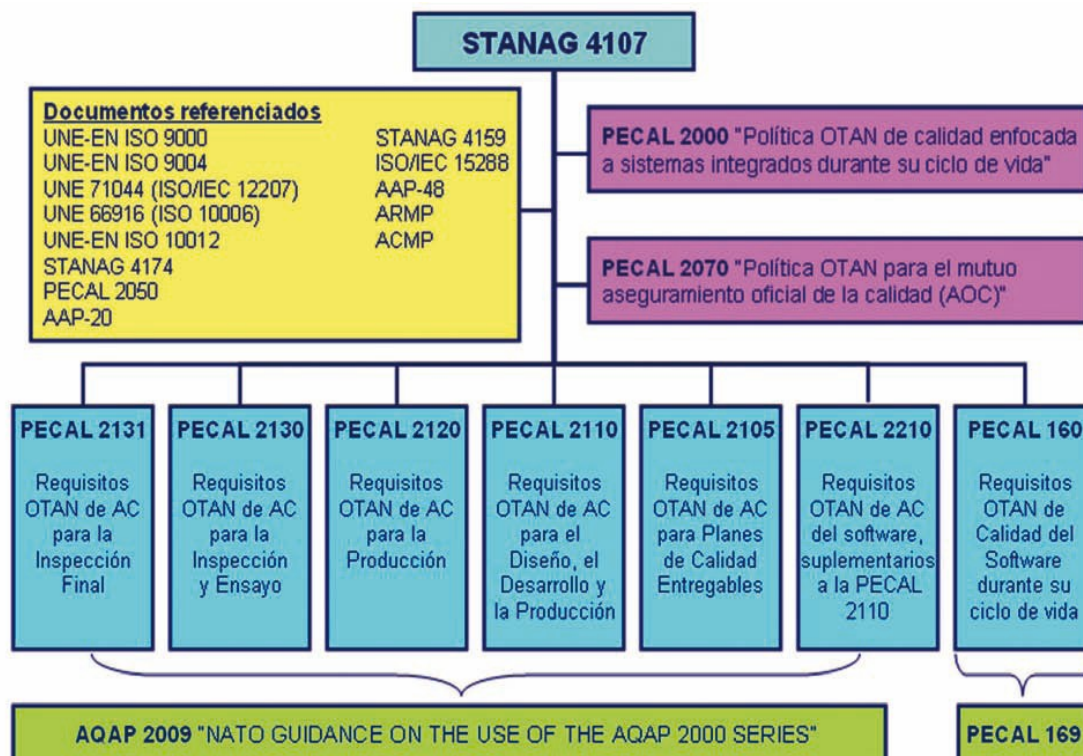 STANAG 4107
Documentos referenciados
UNE-EN ISO 9000
UNE-EN ISO 9004
UNE 71044 (ISO/IEC 12207)
UNE 66916 (ISO 10006)
UNE-EN ISO 10012
STANAG 4174
PECAL 2050
AAP-20
STANAG 4159
ISO/IEC 15288
AAP-48
ARMP
ACMP
PECAL 2000 "Política OTAN de calidad enfocada
a sistemas integrados durante su ciclo de vida"
PECAL 2070 "Política OTAN para el mutuo
aseguramiento oficial de la calidad (AOC)"
PECAL 2131
Requisitos
OTAN de AC
para la
Inspección
Final
PECAL 2130
Requisitos
OTAN de AC
para la
Inspección
y Ensayo
PECAL 2120
Requisitos
OTAN de AC
para la
Producción
PECAL 2110
Requisitos
OTAN de AC
para el
Diseño, el
Desarrollo y
la Producción
PECAL 2105
Requisitos
OTAN de AC
para Planes
de Calidad
Entregables
PECAL 2210
Requisitos
OTAN de AC
del software,
suplementarios
a la PECAL
2110
PECAL 160
Requisitos
OTAN de
Calidad del
Software
durante su
ciclo de vida
AQAP 2009 "NATO GUIDANCE ON THE USE OF THE AQAP 2000 SERIES"
PECAL 169